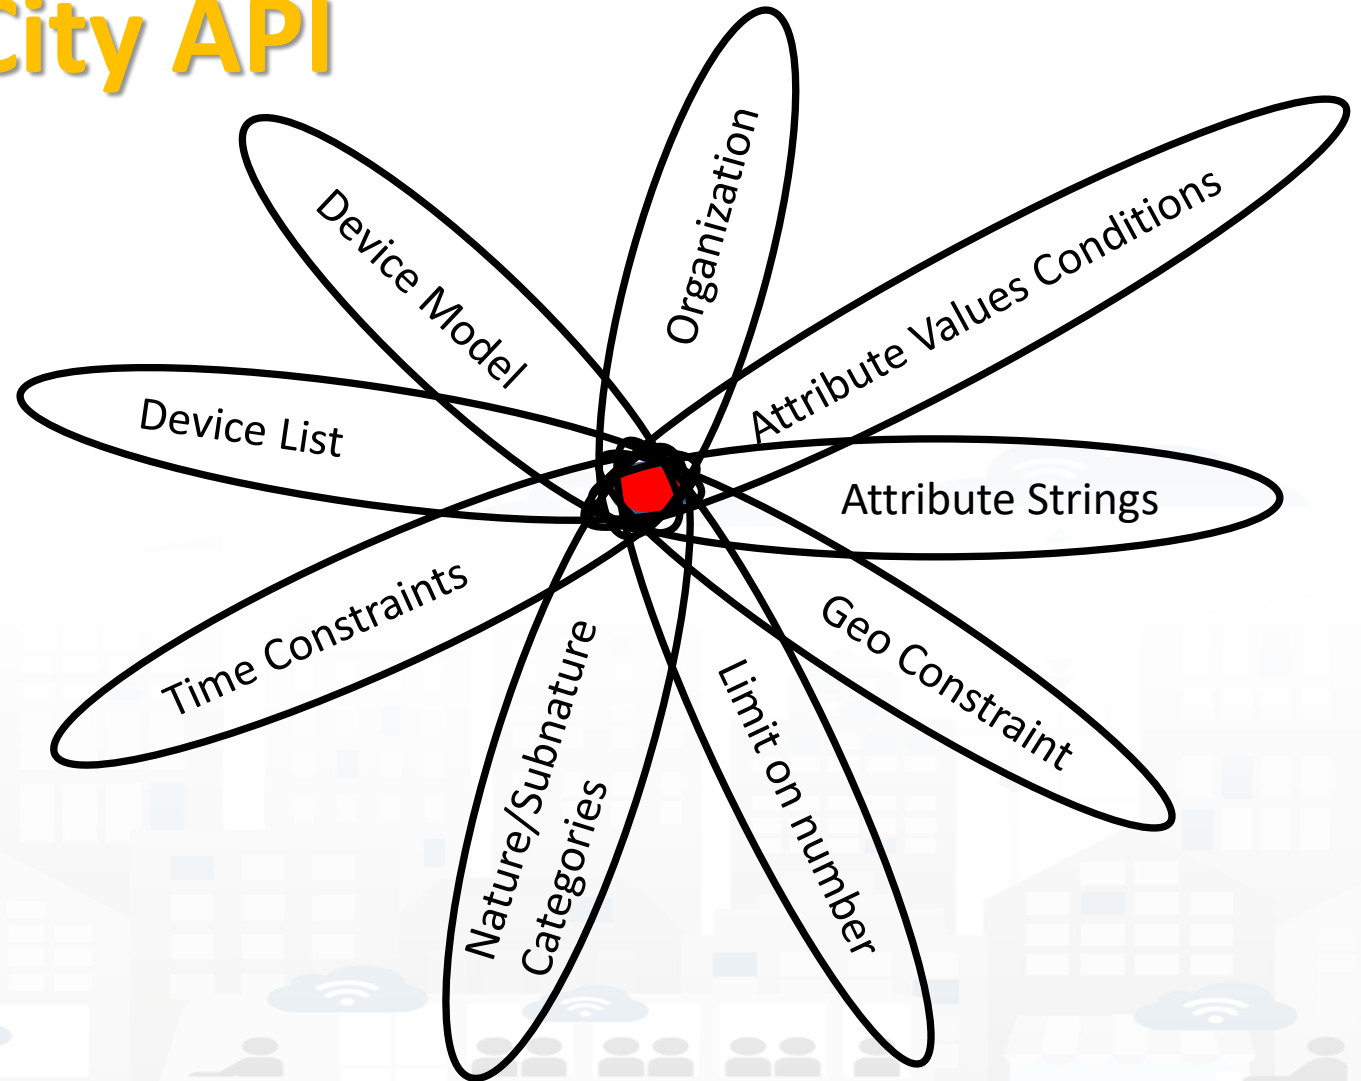 City API
Organization
Attribute Values Conditions
Device Model
Device List
Attribute Strings
Time Constraints
Geo Constraint
Nature/Subnature
Categories
Limit on number